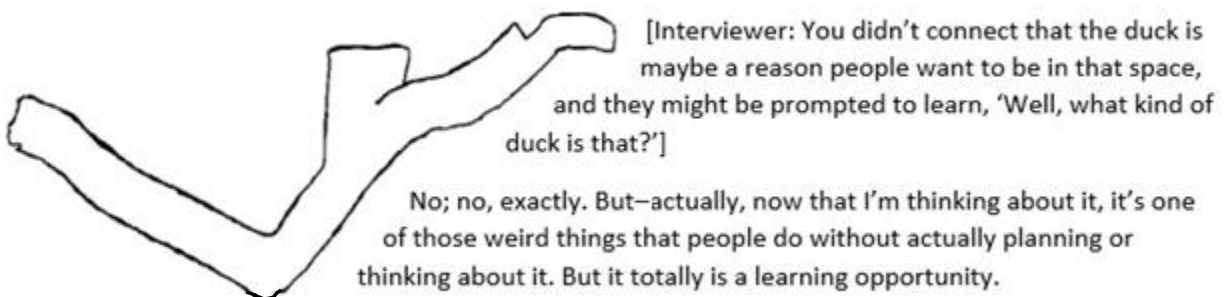 [Interviewer: You didn't connect that the duck is
maybe a reason people want to be in that space,
and they might be prompted to learn, 'Well, what kind of
duck is that?']
No; no, exactly. But–actually, now that I'm thinking about it, it's one
of those weird things that people do without actually planning or
thinking about it. But it totally is a learning opportunity.